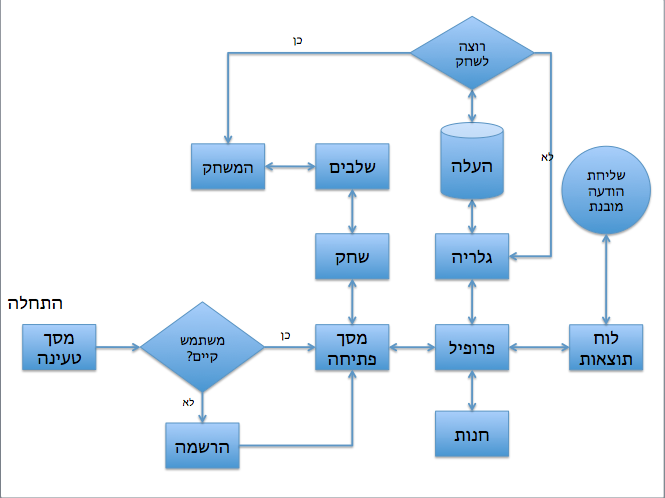 רוצה
לשחק
כן
לא
המשחק
שלבים
העלה
שליחת
הודעה
מובנת
שחק
גלריה
התחלה
מסך
טעינה
משתמש
קיים?
כן
מסך
פתיחה
פרופיל
לוח
תוצאות
לא
הרשמה
חנות